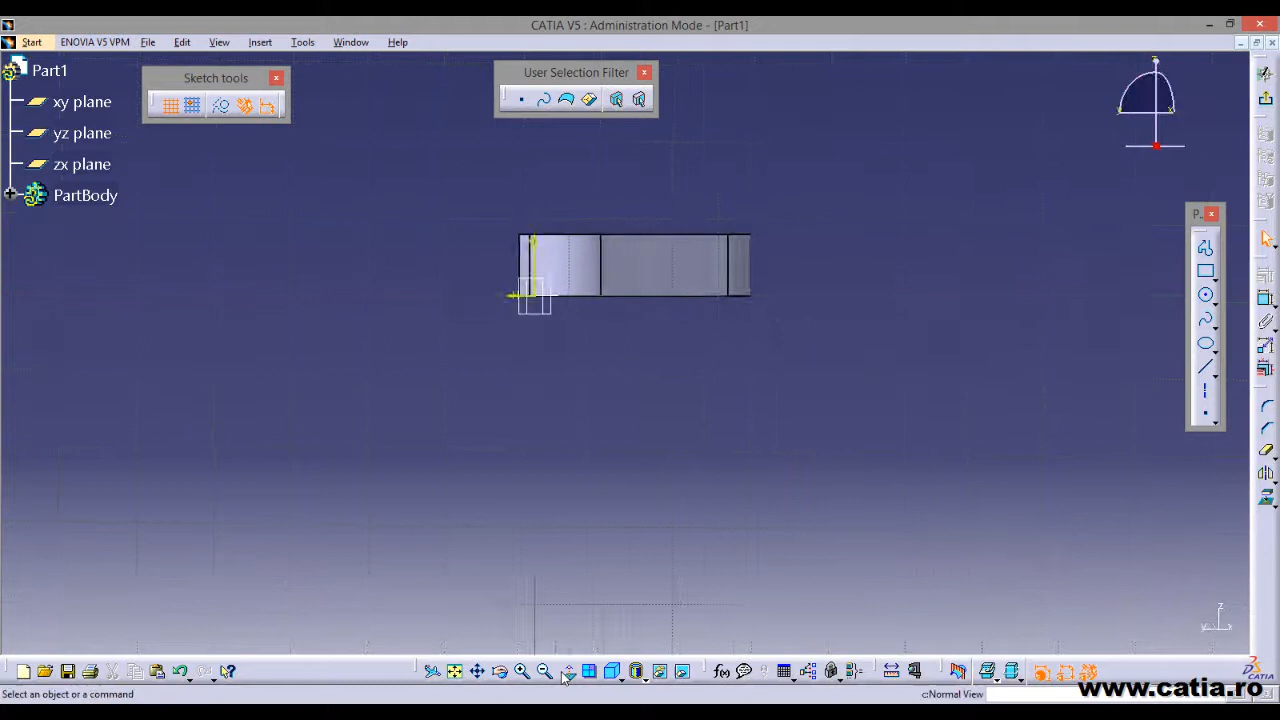 CATIA V5 : Administration Mode - [Part1]
Start ENOVIA V5 VPM File Edit View Insert Tools Window Help
Part1
Sketch tools
User Selection Filter
xy plane
yz plane
zx plane
PartBody
P..
z
y x
z
y x
f(x)
Select an object or a command
c:Normal View
CATIA
www.catia.ro